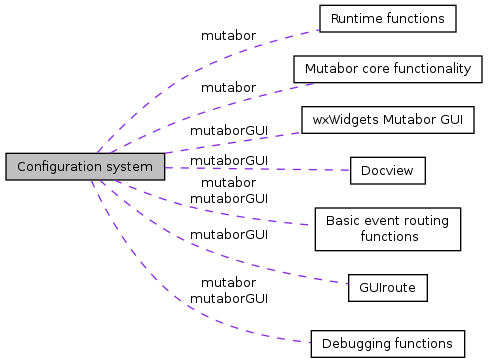 Runtime functions
mutabor
Mutabor core functionality
mutabor
wxWidgets Mutabor GUI
mutaborGUI
Configuration system
mutaborGUI
Docview
mutabor
mutaborGUI
Basic event routing
functions
mutaborGUI
GUIroute
mutabor
mutaborGUI
Debugging functions